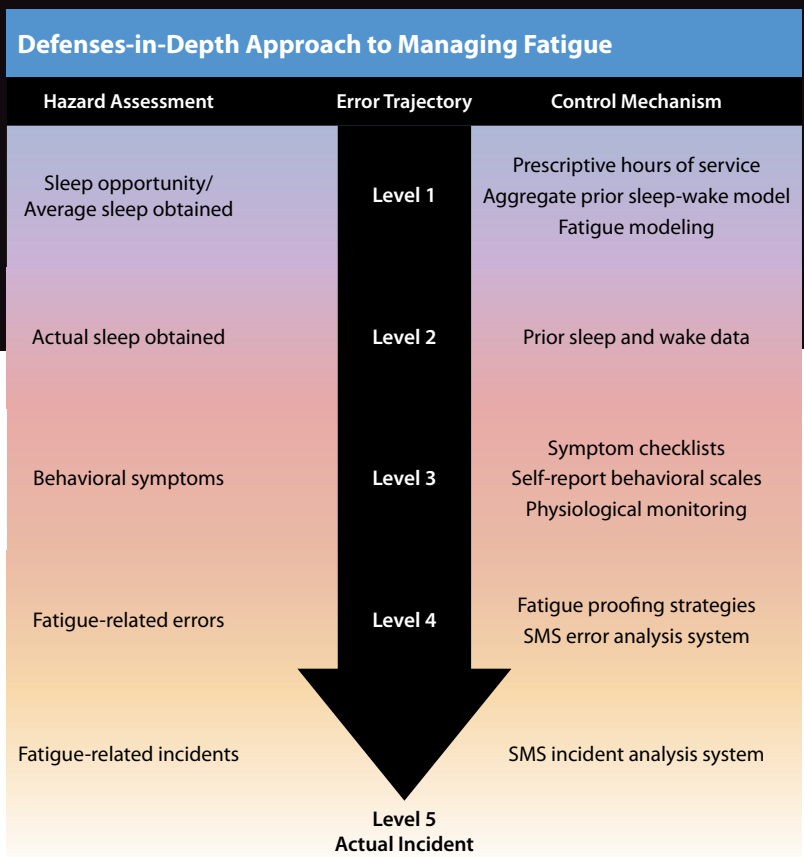 Defenses-in-Depth Approach to Managing Fatigue
Hazard Assessment
Error Trajectory
Control Mechanism
Sleep opportunity/
Average sleep obtained
Level 1
Prescriptive hours of service
Aggregate prior sleep-wake model
Fatigue modeling
Actual sleep obtained
Level 2
Prior sleep and wake data
Behavioral symptoms
Level 3
Symptom checklists
Self-report behavioral scales
Physiological monitoring
Fatigue-related errors
Level 4
Fatigue proofing strategies
SMS error analysis system
Fatigue-related incidents
SMS incident analysis system
Level 5
Actual Incident